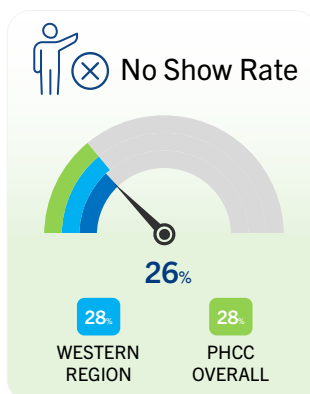 No Show Rate
26%
28%
28%
WESTERN
REGION
PHCC
OVERALL